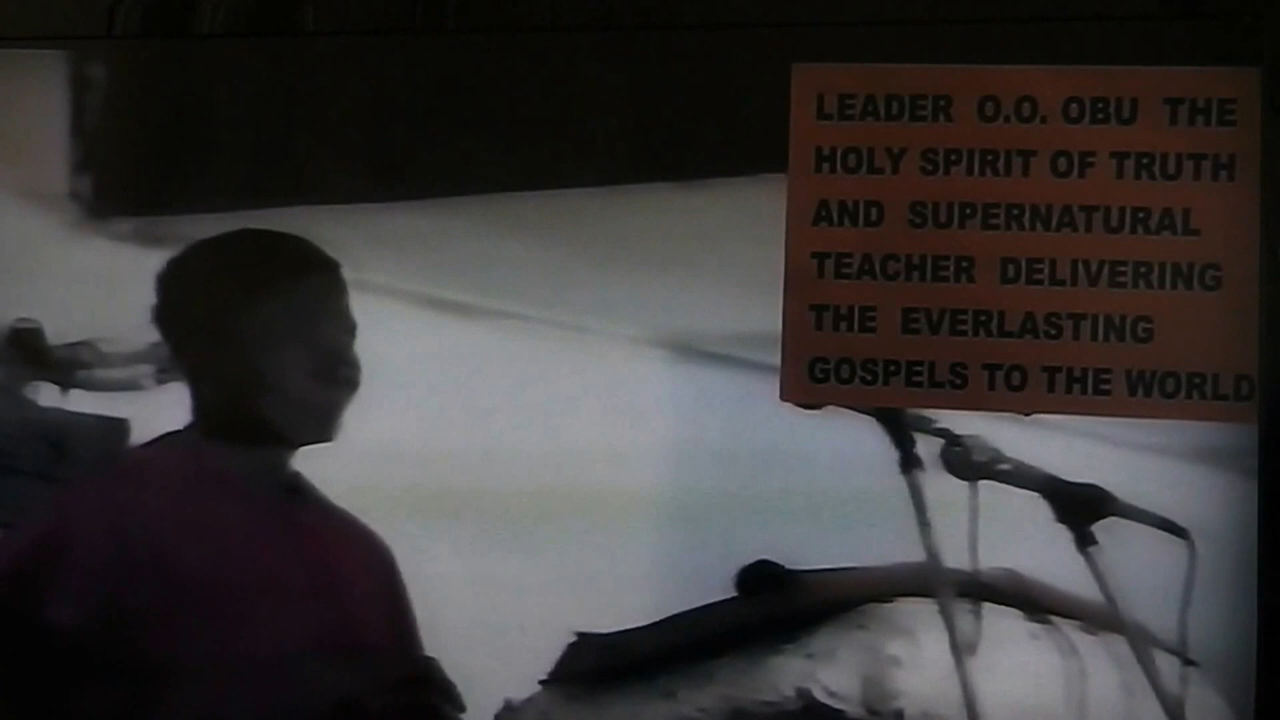 LEADER O.O. OBU THE
HOLY SPIRIT OF TRUTH
AND SUPERNATURAL
TEACHER DELIVERING
THE EVERLASTING
GOSPELS TO THE WORLD